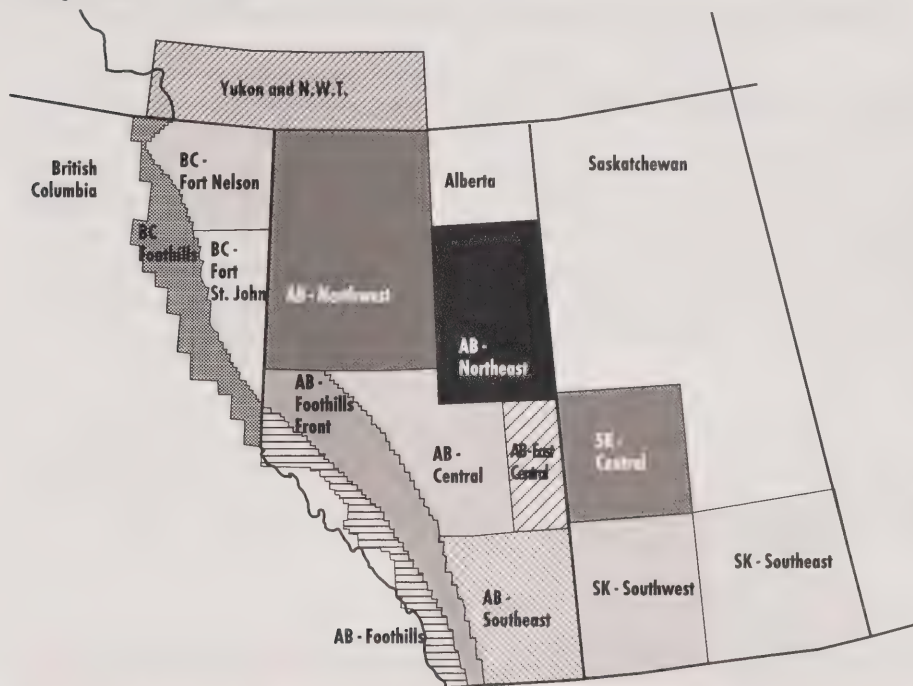 Yukon and N.W.T.
British
Columbia
BC -
Fort Nelson
Alberta
Saskatchewan
BC
Foothills
BC -
Fort
St. John
AB - Northwest
AB -
Northeast
AB -
Foothills
Front
AB -
Central
AB-East
Central
SK -
Central
AB -
Southeast
SK - Southwest
SK - Southeast
AB - Foothills